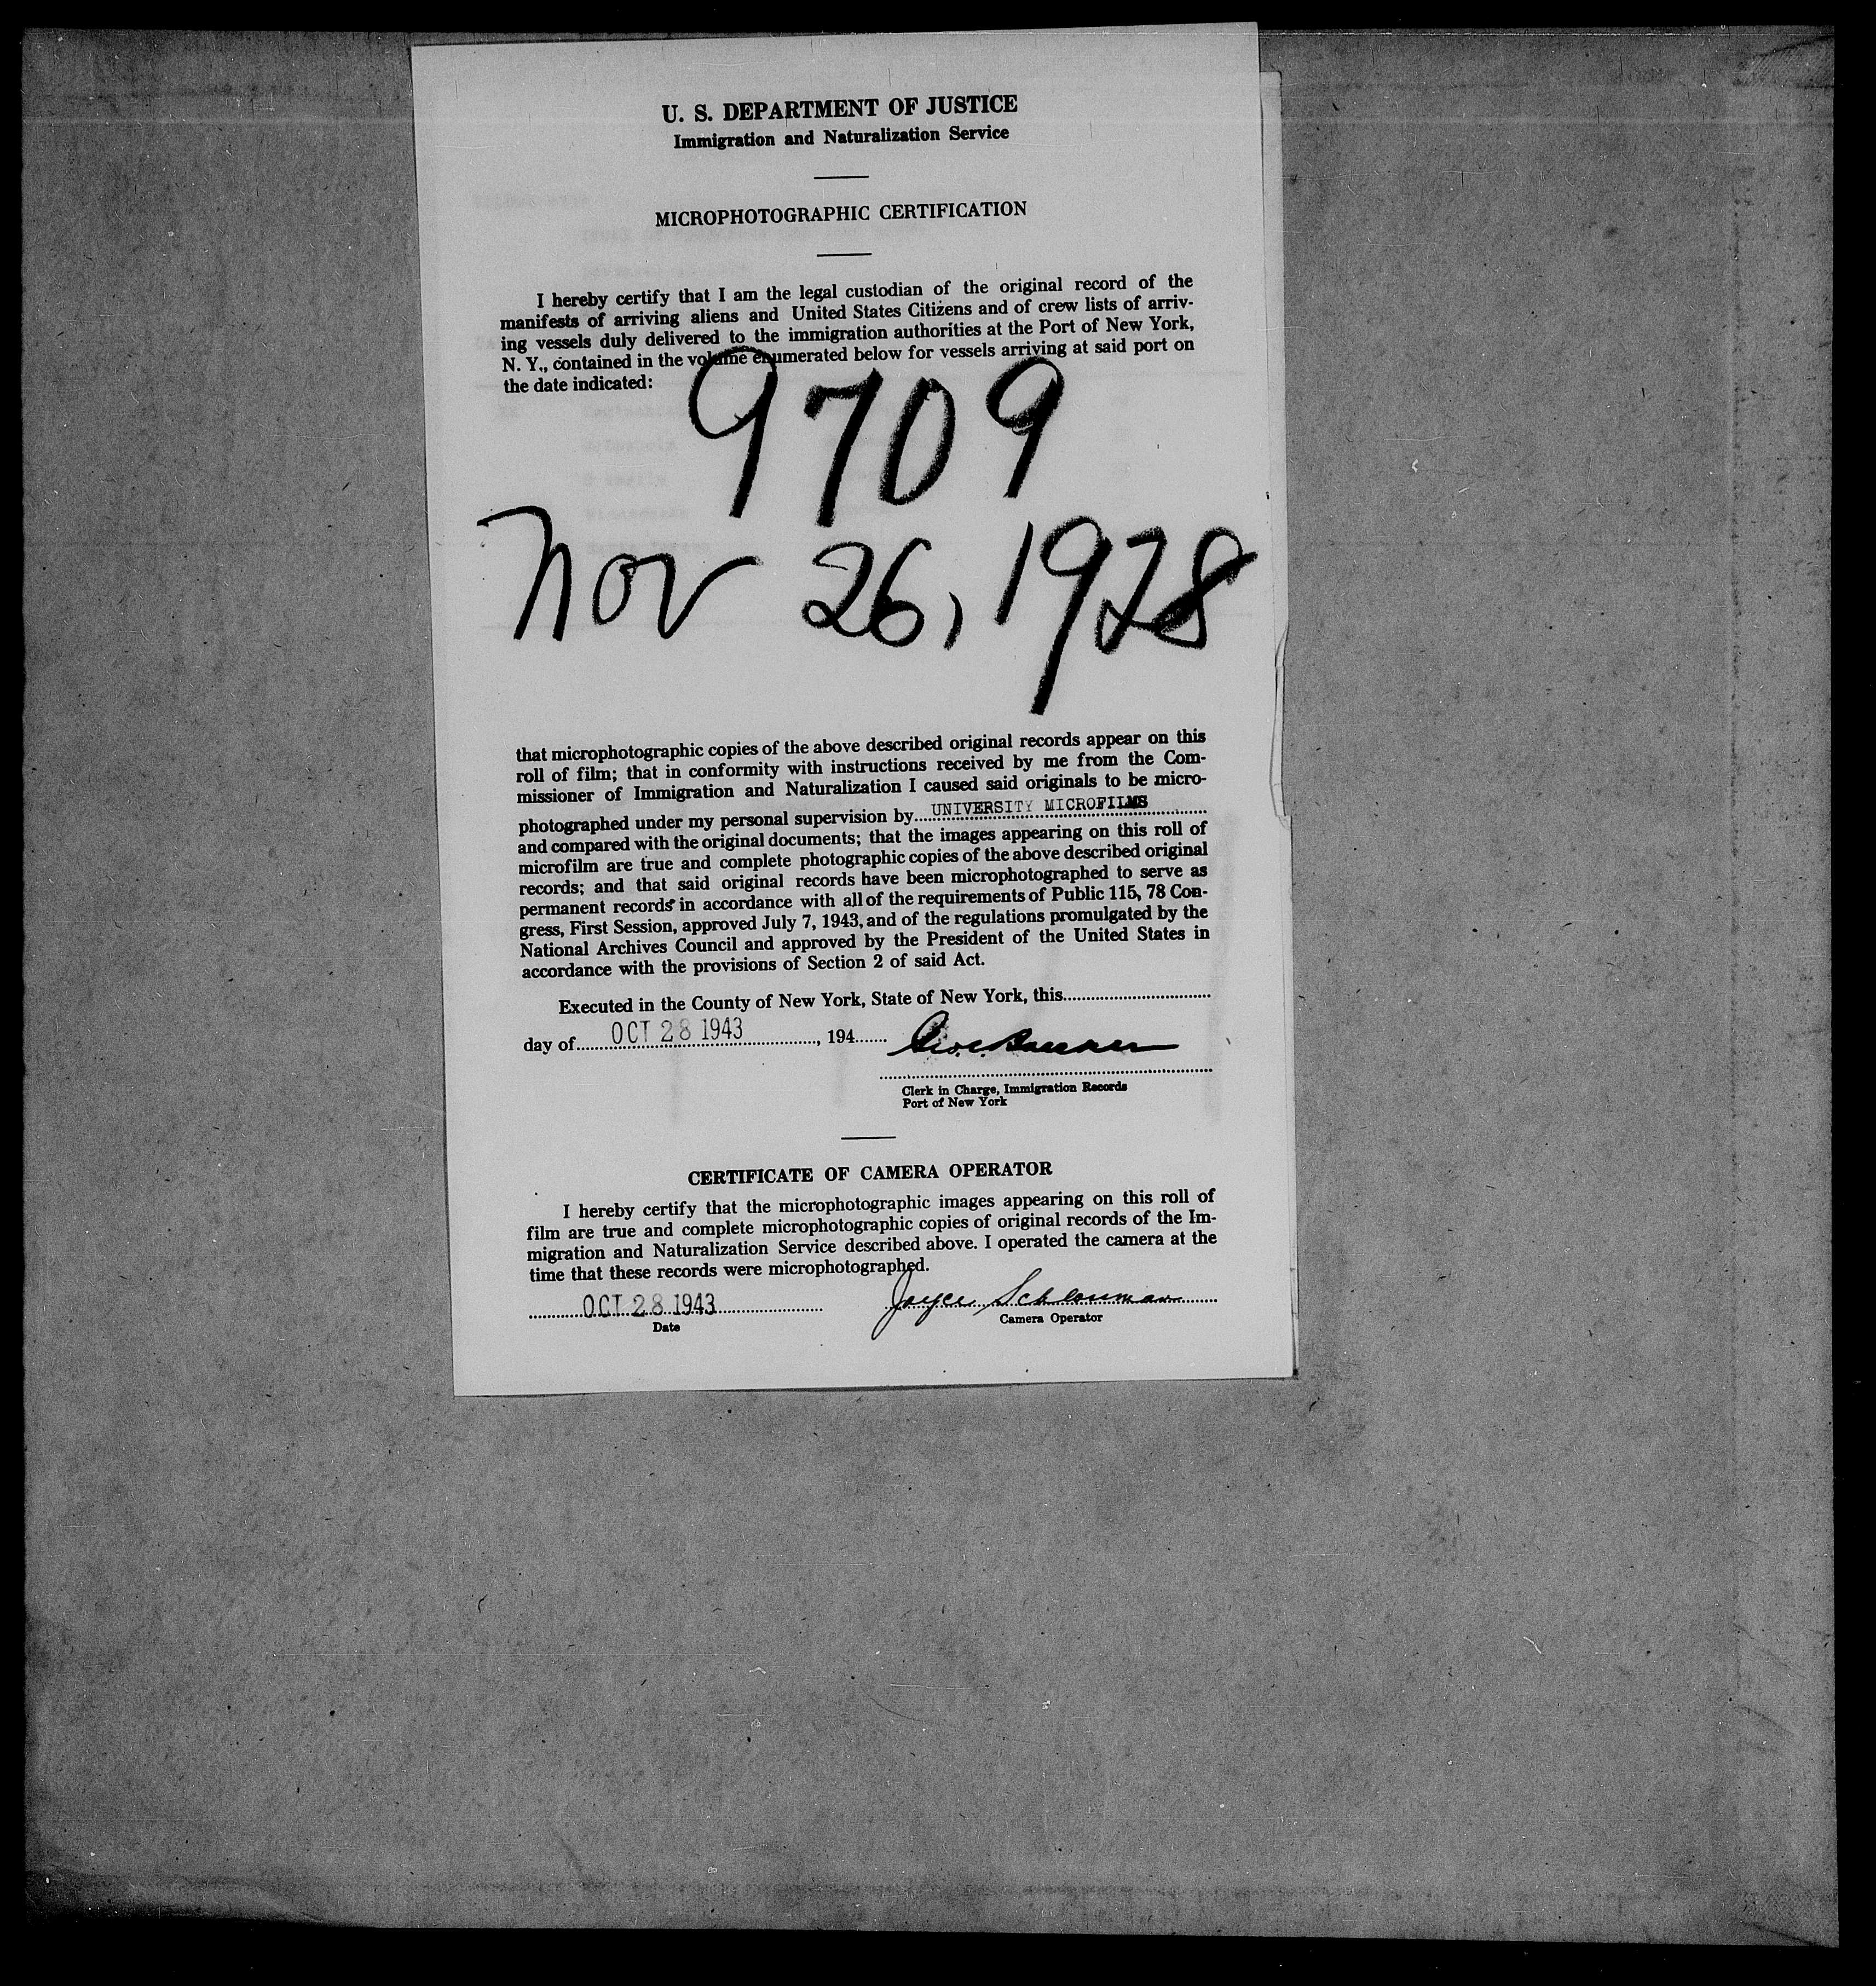 U. S. DEPARTMENT OF JUSTICE
Immigration and Naturalization Service
MICROPHOTOGRAPHIC CERTIFICATION
I hereby certify that I am the legal custodian of the original record of the
manifests of arriving aliens and United States Citizens and of crew lists of arriv-
ing vessels duly delivered to the immigration authorities at the Port of New York,
N. Y., contained in the volume enumerated below for vessels arriving at said port on
the date indicated:
9709
Nov 26, 1928
that microphotographic copies of the above described original records appear on this
roll of film; that in conformity with instructions received by me from the Com-
missioner of Immigration and Naturalization I caused said originals to be micro-
photographed under my personal supervision by UNIVERSITY MICROFILMS
and compared with the original documents; that the images appearing on this roll of
microfilm are true and complete photographic copies of the above described original
records; and that said original records have been microphotographed to serve as
permanent records in accordance with all of the requirements of Public 115, 78 Con-
gress, First Session, approved July 7, 1943, and of the regulations promulgated by the
National Archives Council and approved by the President of the United States in
accordance with the provisions of Section 2 of said Act.
Executed in the County of New York, State of New York, this
day of OCT 28 1943, 194
Clerk in Charge, Immigration Records
Port of New York
CERTIFICATE OF CAMERA OPERATOR
I hereby certify that the microphotographic images appearing on this roll of
film are true and complete microphotographic copies of original records of the Im-
migration and Naturalization Service described above. I operated the camera at the
time that these records were microphotographed.
OCT 28 1943 Joyce
Date Camera Operator